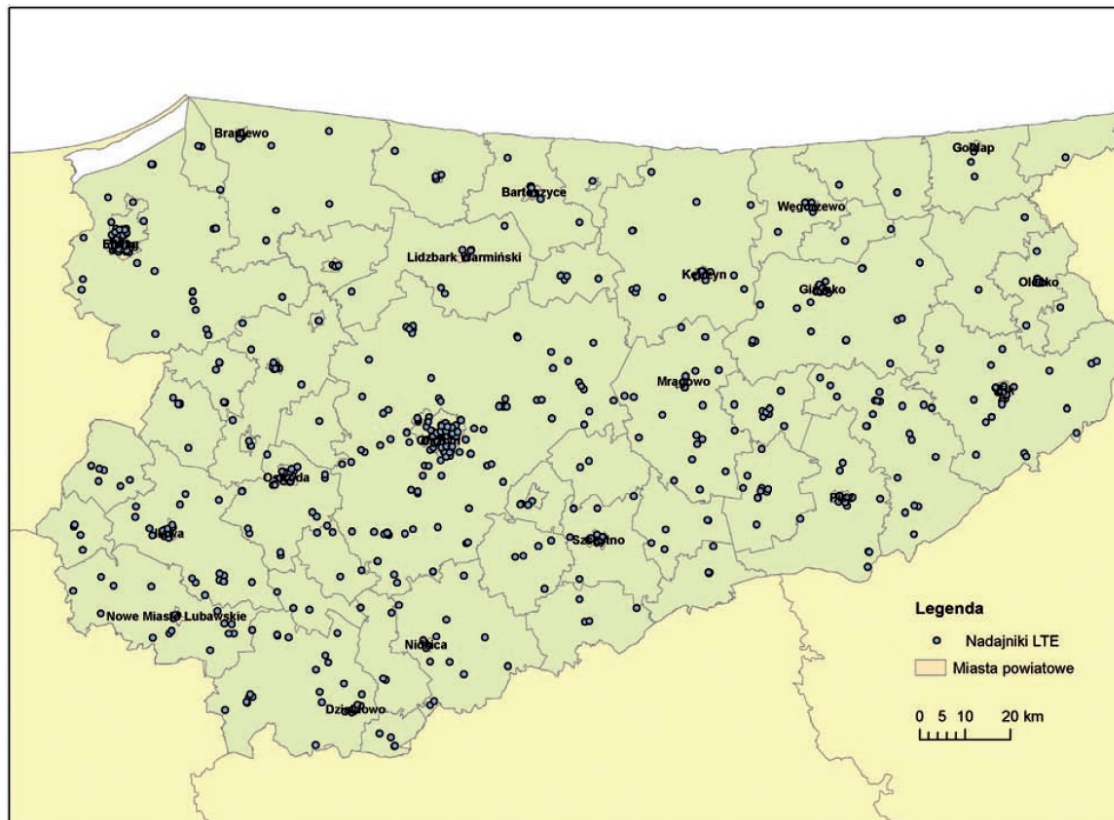 Braniewo
Gołdap
Bartoszyce
Węgorzewo
Elbląg
Lidzbark Warmiński
Kętrzyn
Giżycko
Olecko
Mrągowo
Ełk
Olsztyn
Ostróda
Pisz
Iława
Szczytno
Nowe Miasto Lubawskie
Nidzica
Działdowo
Legenda
Nadajniki LTE
Miasta powiatowe
0 5 10 20 km